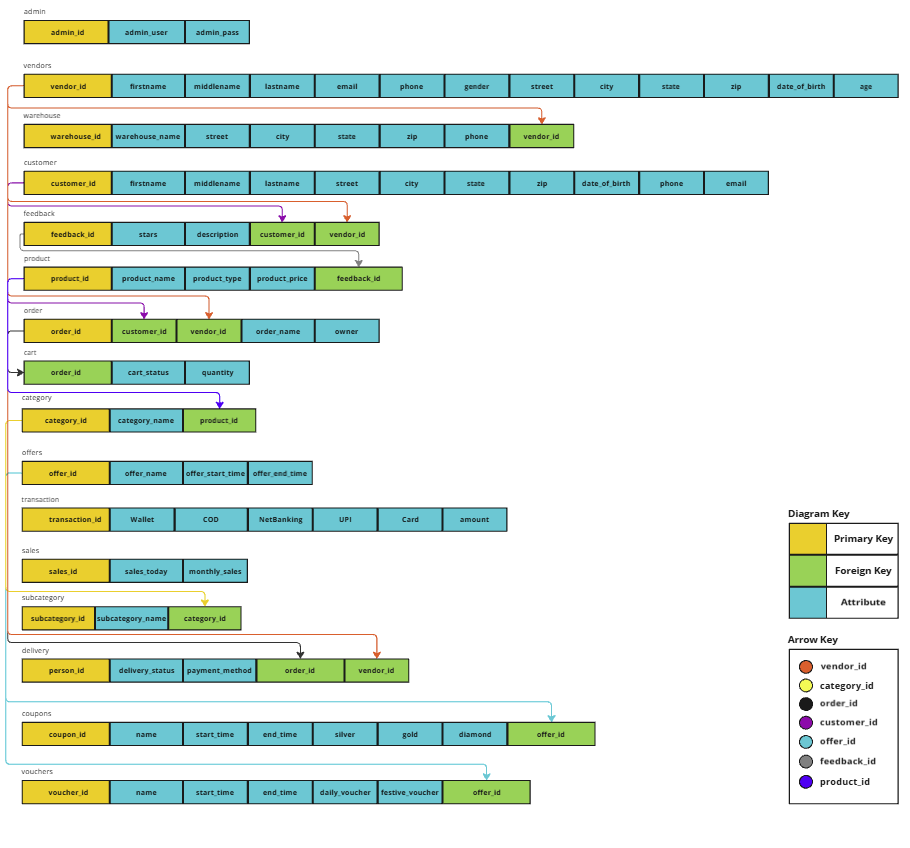 admin
admin_id admin_user admin_pass
vendors
vendor_id firstname middlename lastname email phone gender street city state zip date_of_birth age
warehouse
warehouse_id warehouse_name street city state zip phone vendor_id
customer
customer_id firstname middlename lastname street city state zip date_of_birth phone email
feedback
feedback_id stars description customer_id vendor_id
product
product_id product_name product_type product_price feedback_id
order
order_id customer_id vendor_id order_name owner
cart
order_id cart_status quantity
category
category_id category_name product_id
offers
offer_id offer_name offer_start_time offer_end_time
transaction
transaction_id Wallet COD NetBanking UPI Card amount
sales
sales_id sales_today monthly_sales
subcategory
subcategory_id subcategory_name category_id
delivery
person_id delivery_status payment_method order_id vendor_id
coupons
coupon_id name start_time end_time silver gold diamond offer_id
vouchers
voucher_id name start_time end_time daily_voucher festive_voucher offer_id
Diagram Key
Primary Key
Foreign Key
Attribute
Arrow Key
vendor_id
category_id
order_id
customer_id
offer_id
feedback_id
product_id